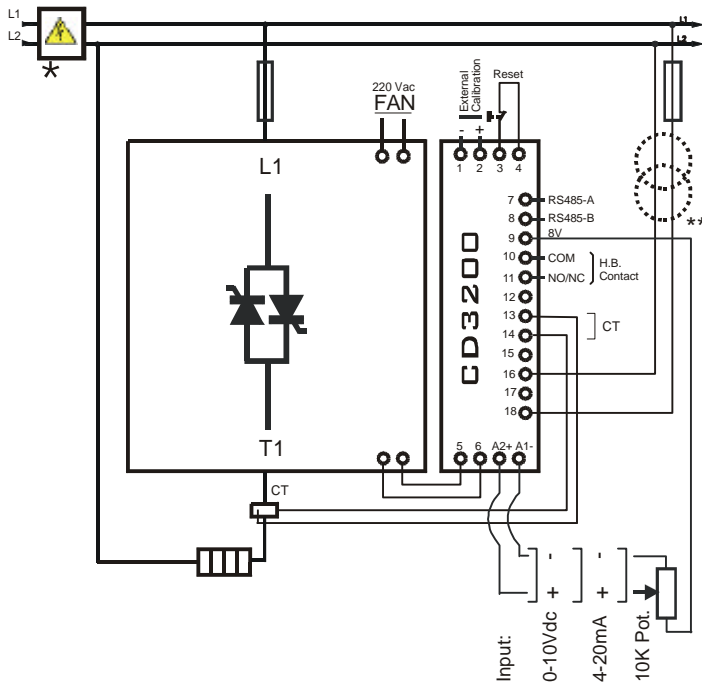 L1
L2
L1
L2
*
220 Vac
FAN
External
Calibration
Reset
- +
1 2 3 4
L1
T1
CD3200
7 RS485-A
8 RS485-B
9 8V
10 COM
11 NO/NC
H.B.
Contact
12
13
14
CT
15
16
17
18
**
5 6 A2+ A1-
CT
- -
+ +
Input:
0-10Vdc
4-20mA
10K Pot.